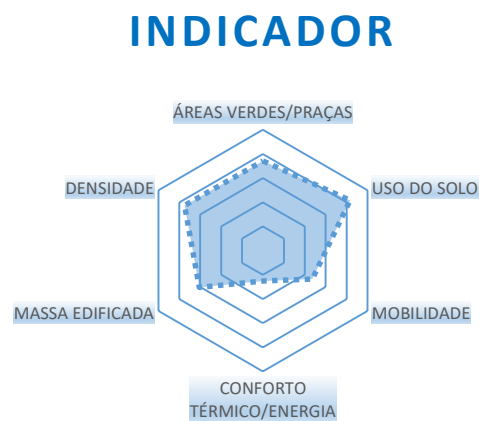 INDICADOR
ÁREAS VERDES/PRAÇAS
DENSIDADE
USO DO SOLO
MASSA EDIFICADA
MOBILIDADE
CONFORTO
TÉRMICO/ENERGIA